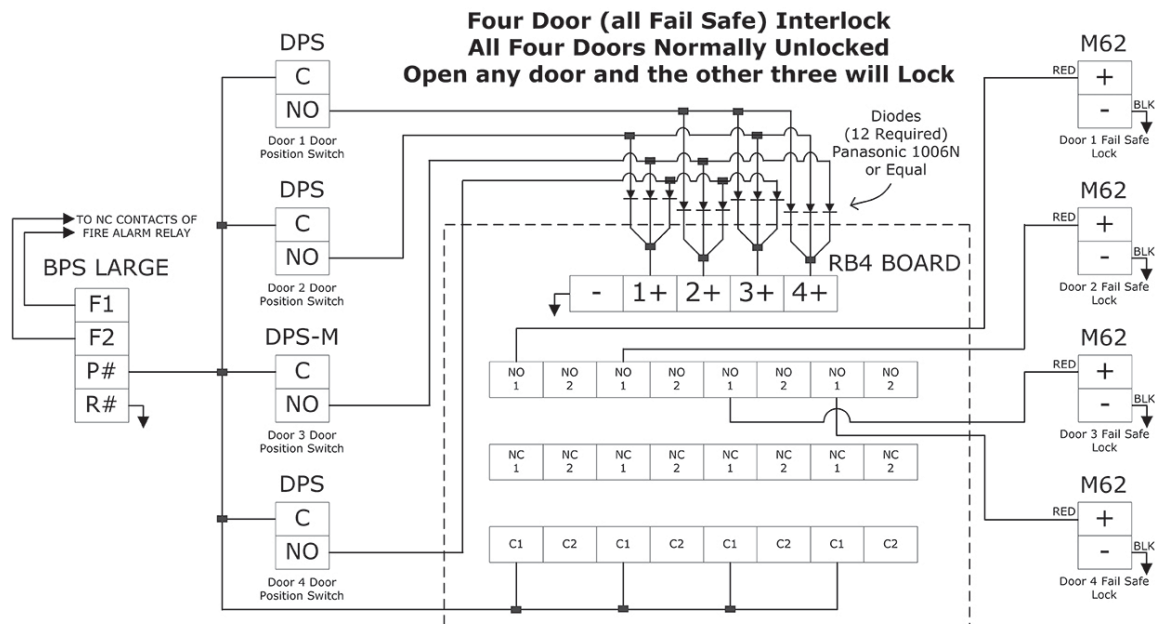 Four Door (all Fail Safe) Interlock
All Four Doors Normally Unlocked
Open any door and the other three will Lock
DPS
C
NO
Door 1 Door
Position Switch
DPS
C
NO
Door 2 Door
Position Switch
DPS-M
C
NO
Door 3 Door
Position Switch
DPS
C
NO
Door 4 Door
Position Switch
TO NC CONTACTS OF
FIRE ALARM RELAY
BPS LARGE
F1
F2
P#
R#
Diodes
(12 Required)
Panasonic 1006N
or Equal
RB4 BOARD
- 1+ 2+ 3+ 4+
NO 1 NO 2 NO 1 NO 2 NO 1 NO 2 NO 1 NO 2
NC 1 NC 2 NC 1 NC 2 NC 1 NC 2 NC 1 NC 2
C1 C2 C1 C2 C1 C2 C1 C2
M62
RED +
- BLK
Door 1 Fail Safe
Lock
M62
RED +
- BLK
Door 2 Fail Safe
Lock
M62
RED +
- BLK
Door 3 Fail Safe
Lock
M62
RED +
- BLK
Door 4 Fail Safe
Lock